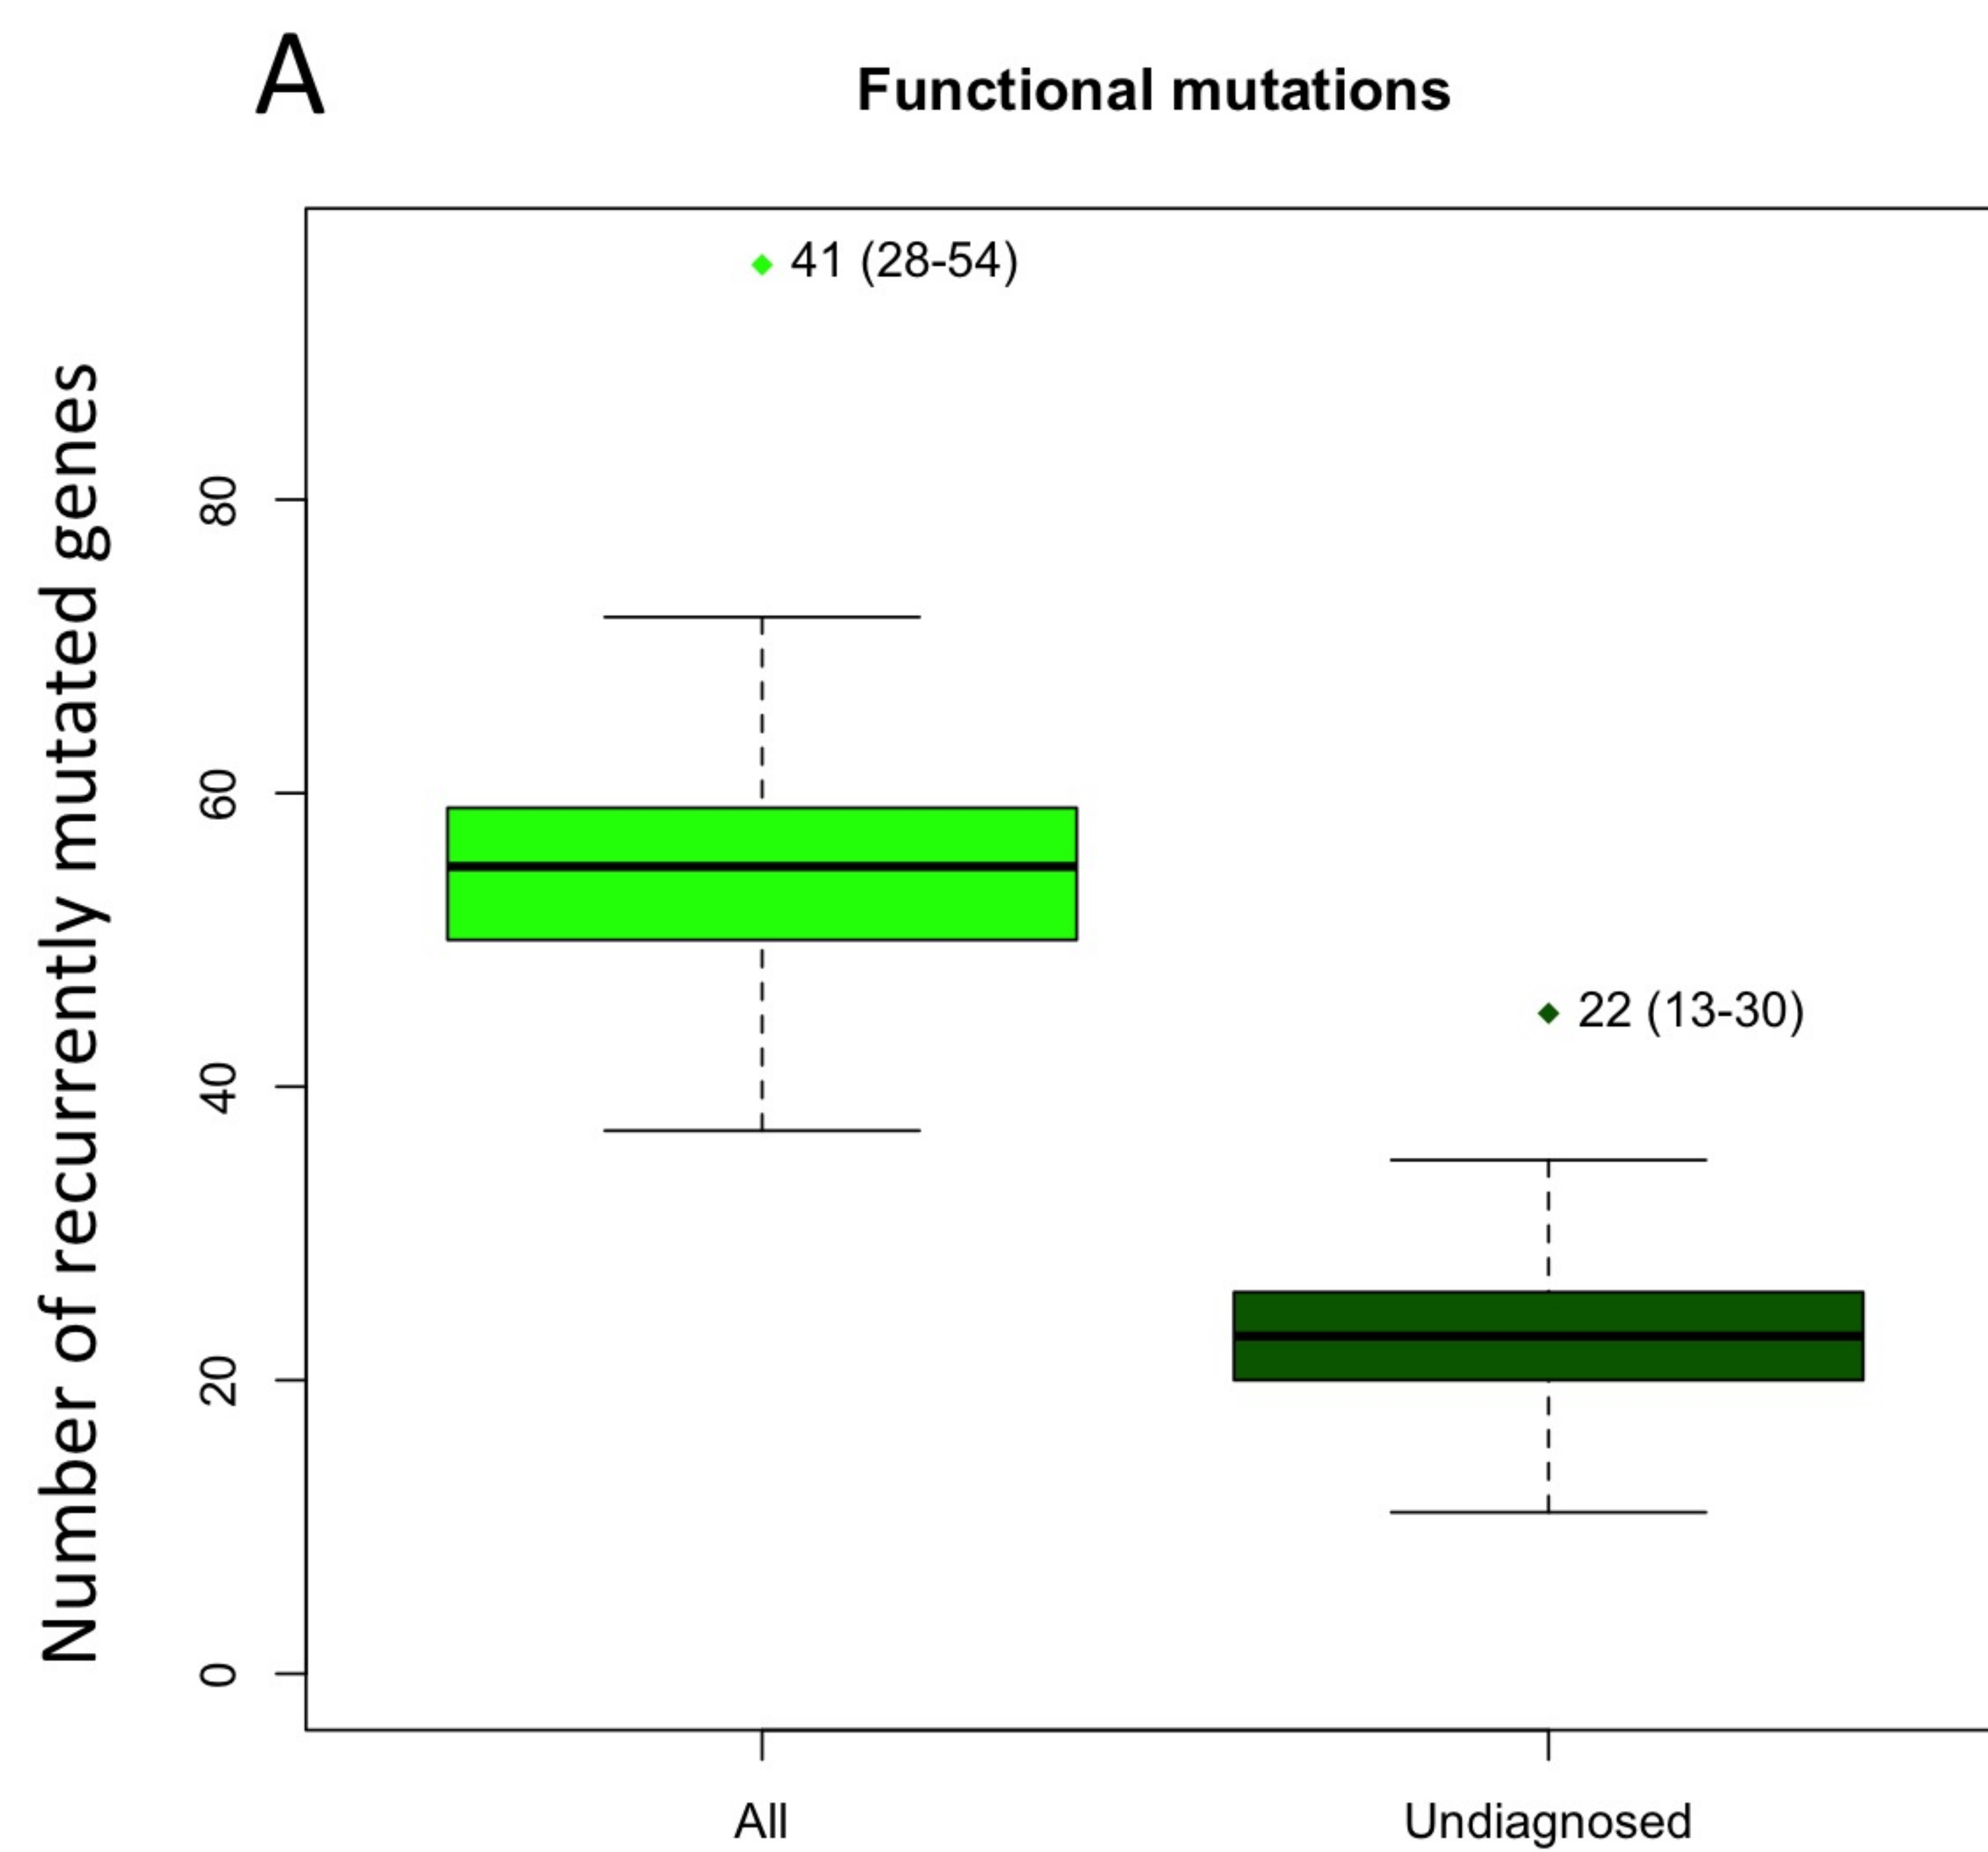 A
Functional mutations
Number of recurrently mutated genes
80
60
40
20
0
41 (28-54)
22 (13-30)
All
Undiagnosed